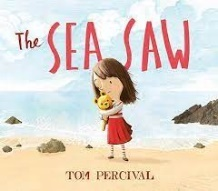 The
SEA SAW
TOM PERCIVAL